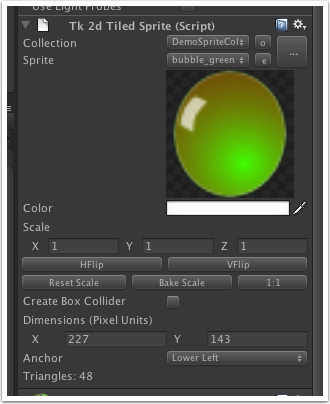 Use Light Probes
Tk 2d Tiled Sprite (Script)
Collection DemoSpriteCol o ...
Sprite bubble_green e
Color
Scale
X 1 Y 1 Z 1
HFlip VFlip
Reset Scale Bake Scale 1:1
Create Box Collider
Dimensions (Pixel Units)
X 227 Y 143
Anchor Lower Left
Triangles: 48